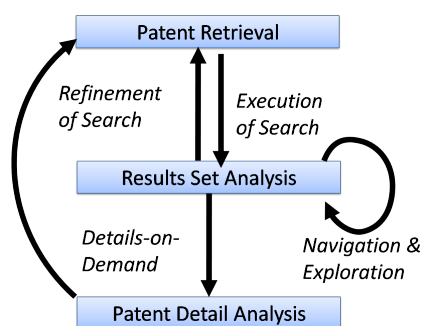 Patent Retrieval
Refinement
of Search
Execution
of Search
Results Set Analysis
Details-on-
Demand
Navigation &
Exploration
Patent Detail Analysis